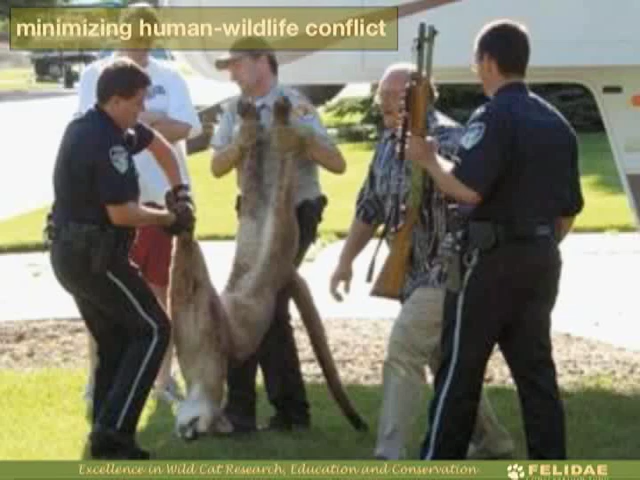 minimizing human-wildlife conflict
Excellence in Wild Cat Research, Education and Conservation
FELIDAE